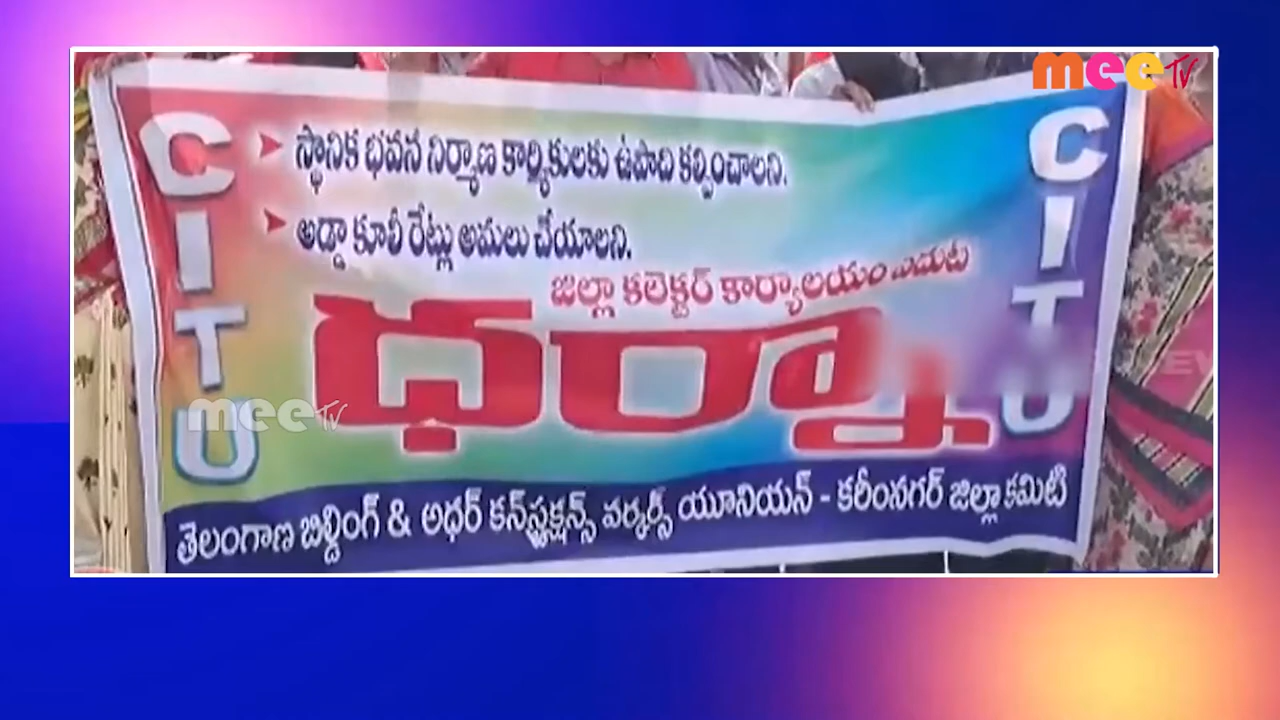 mee TV
CITU
CITU
➤ స్థానిక భవన నిర్మాణ కార్మికులకు ఉపాది కల్పించాలని.
➤ అడ్డా కూలీ రేట్లు అమలు చేయాలని.
జిల్లా కలెక్టర్ కార్యాలయం ఎదుట
ధర్నా
mee TV
తెలంగాణ బిల్డింగ్ & అధర్ కన్‌స్ట్రక్షన్స్ వర్కర్స్ యూనియన్ - కరీంనగర్ జిల్లా కమిటి